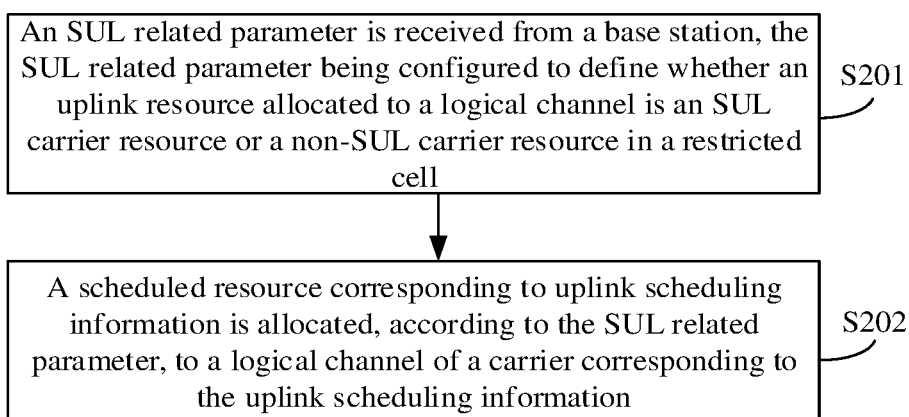 An SUL related parameter is received from a base station, the
SUL related parameter being configured to define whether an
uplink resource allocated to a logical channel is an SUL
carrier resource or a non-SUL carrier resource in a restricted
cell
S201
A scheduled resource corresponding to uplink scheduling
information is allocated, according to the SUL related
parameter, to a logical channel of a carrier corresponding to
the uplink scheduling information
S202